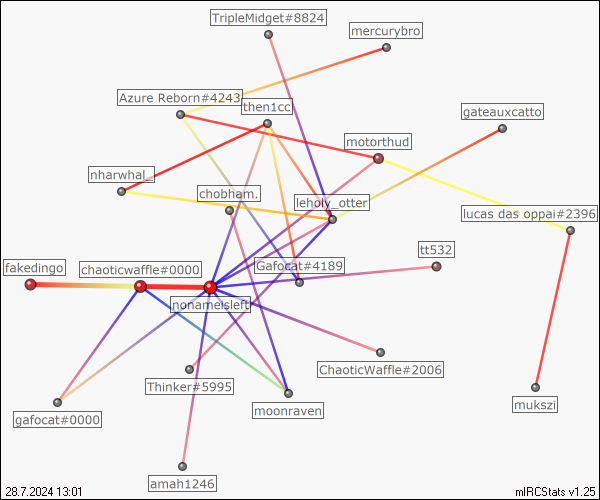 TripleMidget#8824
mercurybro
Azure Reborn#4243
then1cc
gateauxcatto
motorthud
nharwhal_
chobham.
leholy_otter
lucas das oppai#2396
tt532
fakedingo
chaoticwaffle#0000
Gafocat#4189
nonameisleft
ChaoticWaffle#2006
Thinker#5995
moonraven
mukszi
gafocat#0000
amah1246
28.7.2024 13:01
mIRCStats v1.25